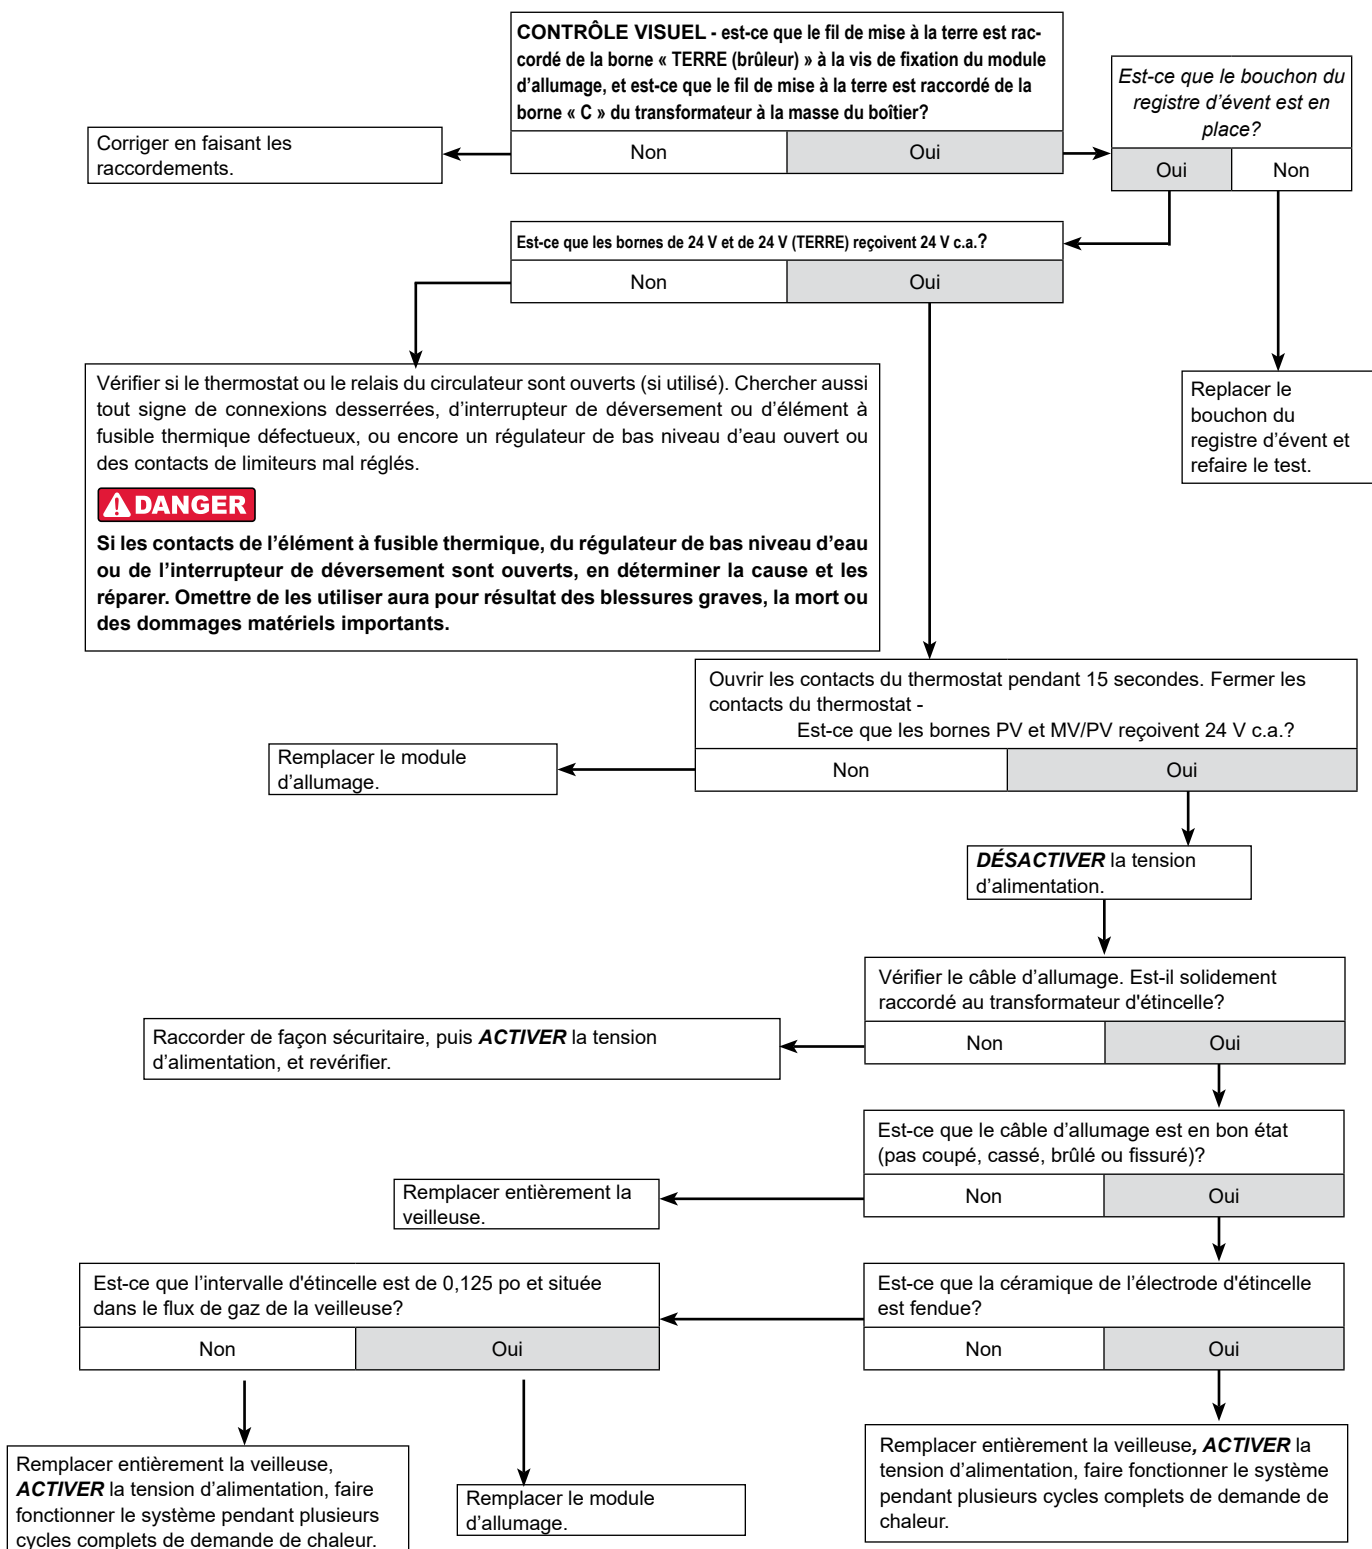 CONTRÔLE VISUEL - est-ce que le fil de mise à la terre est rac-
cordé de la borne « TERRE (brûleur) » à la vis de fixation du module
d’allumage, et est-ce que le fil de mise à la terre est raccordé de la
borne « C » du transformateur à la masse du boîtier?
Non
Oui
Est-ce que le bouchon du
registre d’évent est en
place?
Oui
Non
Corriger en faisant les
raccordements.
Est-ce que les bornes de 24 V et de 24 V (TERRE) reçoivent 24 V c.a.?
Non
Oui
Vérifier si le thermostat ou le relais du circulateur sont ouverts (si utilisé). Chercher aussi
tout signe de connexions desserrées, d’interrupteur de déversement ou d’élément à
fusible thermique défectueux, ou encore un régulateur de bas niveau d’eau ouvert ou
des contacts de limiteurs mal réglés.
DANGER
Si les contacts de l’élément à fusible thermique, du régulateur de bas niveau d’eau
ou de l’interrupteur de déversement sont ouverts, en déterminer la cause et les
réparer. Omettre de les utiliser aura pour résultat des blessures graves, la mort ou
des dommages matériels importants.
Replacer le
bouchon du
registre d’évent et
refaire le test.
Ouvrir les contacts du thermostat pendant 15 secondes. Fermer les
contacts du thermostat -
Est-ce que les bornes PV et MV/PV reçoivent 24 V c.a.?
Non
Oui
Remplacer le module
d’allumage.
DÉSACTIVER la tension
d’alimentation.
Vérifier le câble d’allumage. Est-il solidement
raccordé au transformateur d'étincelle?
Non
Oui
Raccorder de façon sécuritaire, puis ACTIVER la tension
d’alimentation, et revérifier.
Est-ce que le câble d’allumage est en bon état
(pas coupé, cassé, brûlé ou fissuré)?
Non
Oui
Remplacer entièrement la
veilleuse.
Est-ce que l’intervalle d'étincelle est de 0,125 po et située
dans le flux de gaz de la veilleuse?
Non
Oui
Est-ce que la céramique de l’électrode d'étincelle
est fendue?
Non
Oui
Remplacer entièrement la veilleuse,
ACTIVER la tension d’alimentation, faire
fonctionner le système pendant plusieurs
cycles complets de demande de chaleur.
Remplacer le module
d’allumage.
Remplacer entièrement la veilleuse, ACTIVER la
tension d’alimentation, faire fonctionner le système
pendant plusieurs cycles complets de demande de
chaleur.